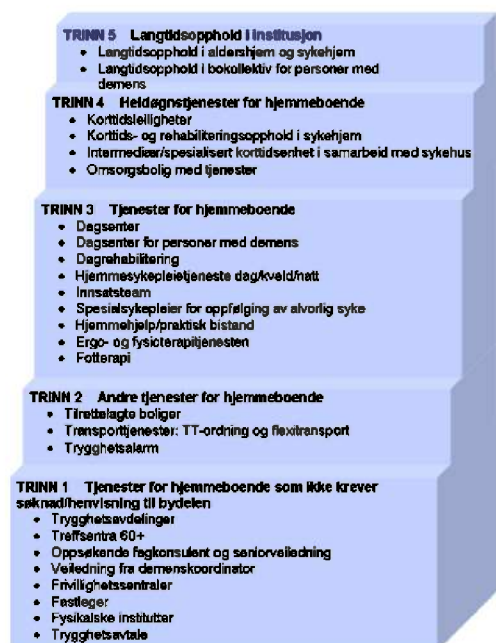 TRINN 5 Langtidsopphold i institusjon
• Langtidsopphold i aldershjem og sykehjem
• Langtidsopphold i bokollektiv for personer med
demens
TRINN 4 Heldøgnstjenester for hjemmeboende
• Korttidsleiligheter
• Korttids- og rehabiliteringsopphold i sykehjem
• Intermediær/spesialisert korttidsenhet i samarbeid med sykehus
• Omsorgsbolig med tjenester
TRINN 3 Tjenester for hjemmeboende
• Dagsenter
• Dagsenter for personer med demens
• Dagrehabilitering
• Hjemmesykepleietjeneste dag/kveld/natt
• Innsatsteam
• Spesialsykepleier for oppfølging av alvorlig syke
• Hjemmehjelp/praktisk bistand
• Ergo- og fysioterapitjenesten
• Fotterapi
TRINN 2 Andre tjenester for hjemmeboende
• Tilrettelagte boliger
• Transporttjenester: TT-ordning og flexitransport
• Trygghetsalarm
TRINN 1 Tjenester for hjemmeboende som ikke krever
søknad/henvisning til bydelen
• Trygghetsavdelinger
• Treffsentra 60+
• Oppsøkende fagkonsulent og seniorveiledning
• Veiledning fra demenskoordinator
• Frivillighetssentraler
• Fastleger
• Fysikalske institutter
• Trygghetsavtale